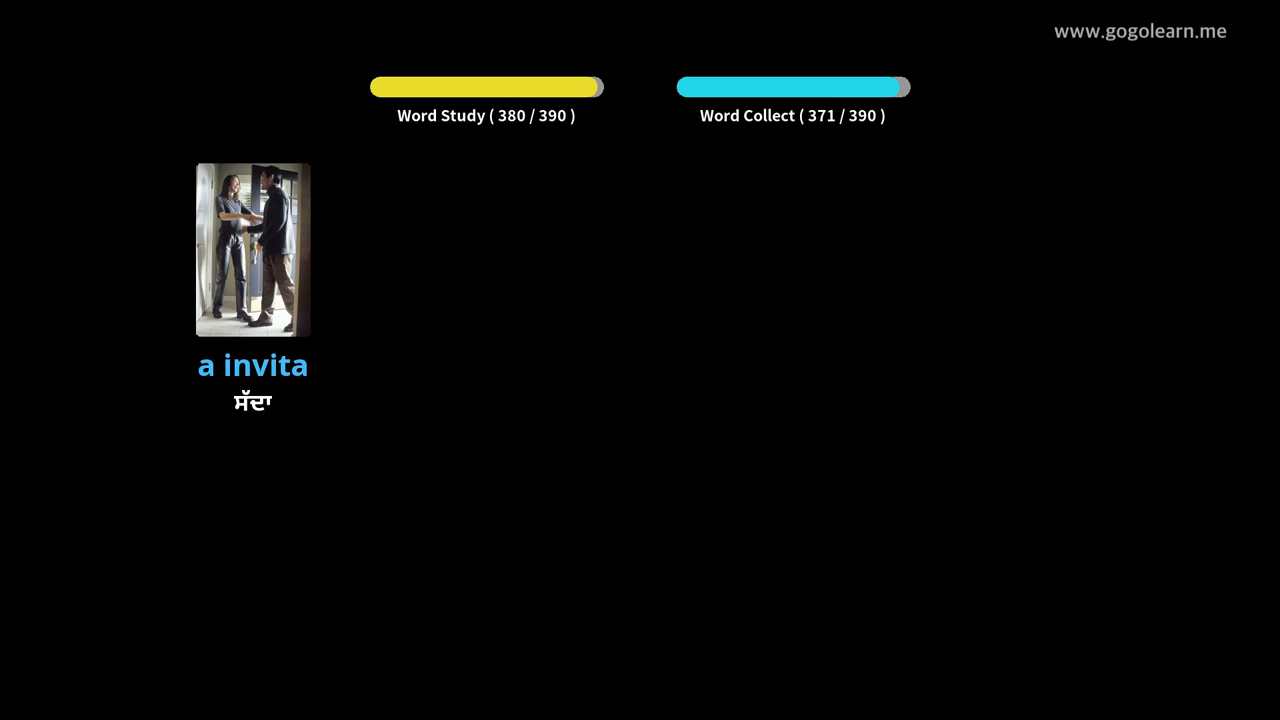 www.gogolearn.me
Word Study ( 380 / 390 )
Word Collect ( 371 / 390 )
a invita
ਸੱਦਾ